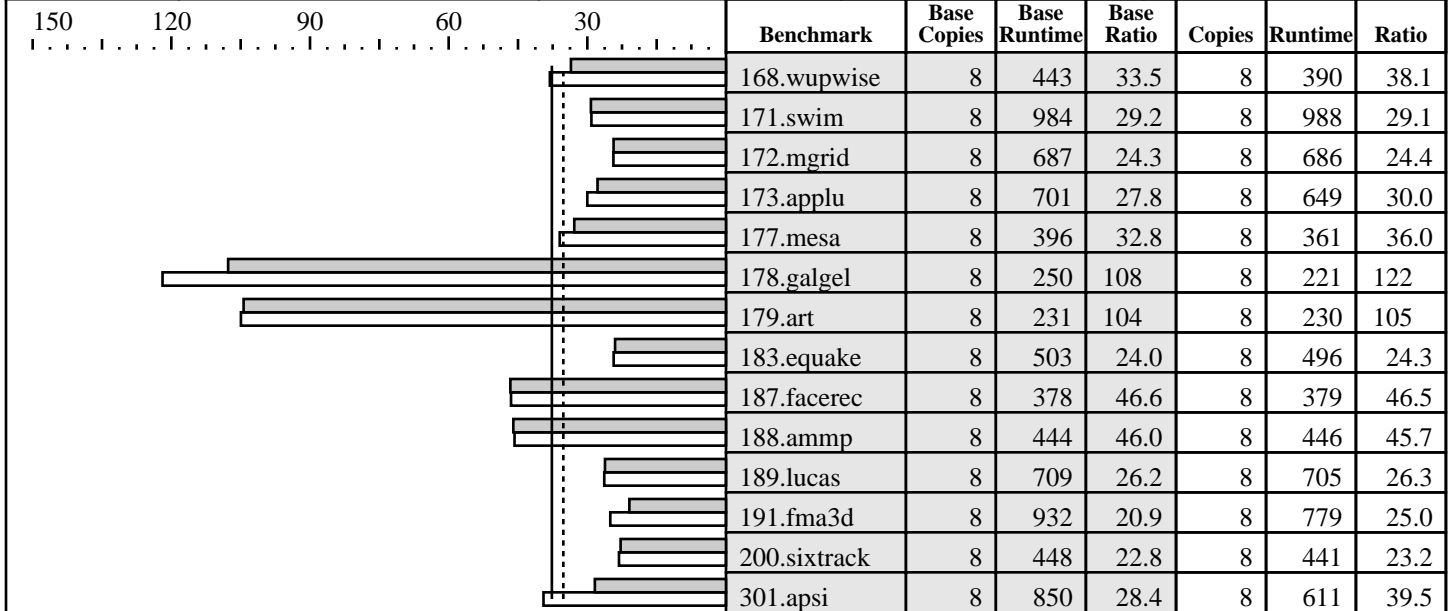 150 120 90 60 30
Benchmark Base Copies Base Runtime Base Ratio Copies Runtime Ratio
168.wupwise 8 443 33.5 8 390 38.1
171.swim 8 984 29.2 8 988 29.1
172.mgrid 8 687 24.3 8 686 24.4
173.applu 8 701 27.8 8 649 30.0
177.mesa 8 396 32.8 8 361 36.0
178.galgel 8 250 108 8 221 122
179.art 8 231 104 8 230 105
183.equake 8 503 24.0 8 496 24.3
187.facerec 8 378 46.6 8 379 46.5
188.ammp 8 444 46.0 8 446 45.7
189.lucas 8 709 26.2 8 705 26.3
191.fma3d 8 932 20.9 8 779 25.0
200.sixtrack 8 448 22.8 8 441 23.2
301.apsi 8 850 28.4 8 611 39.5